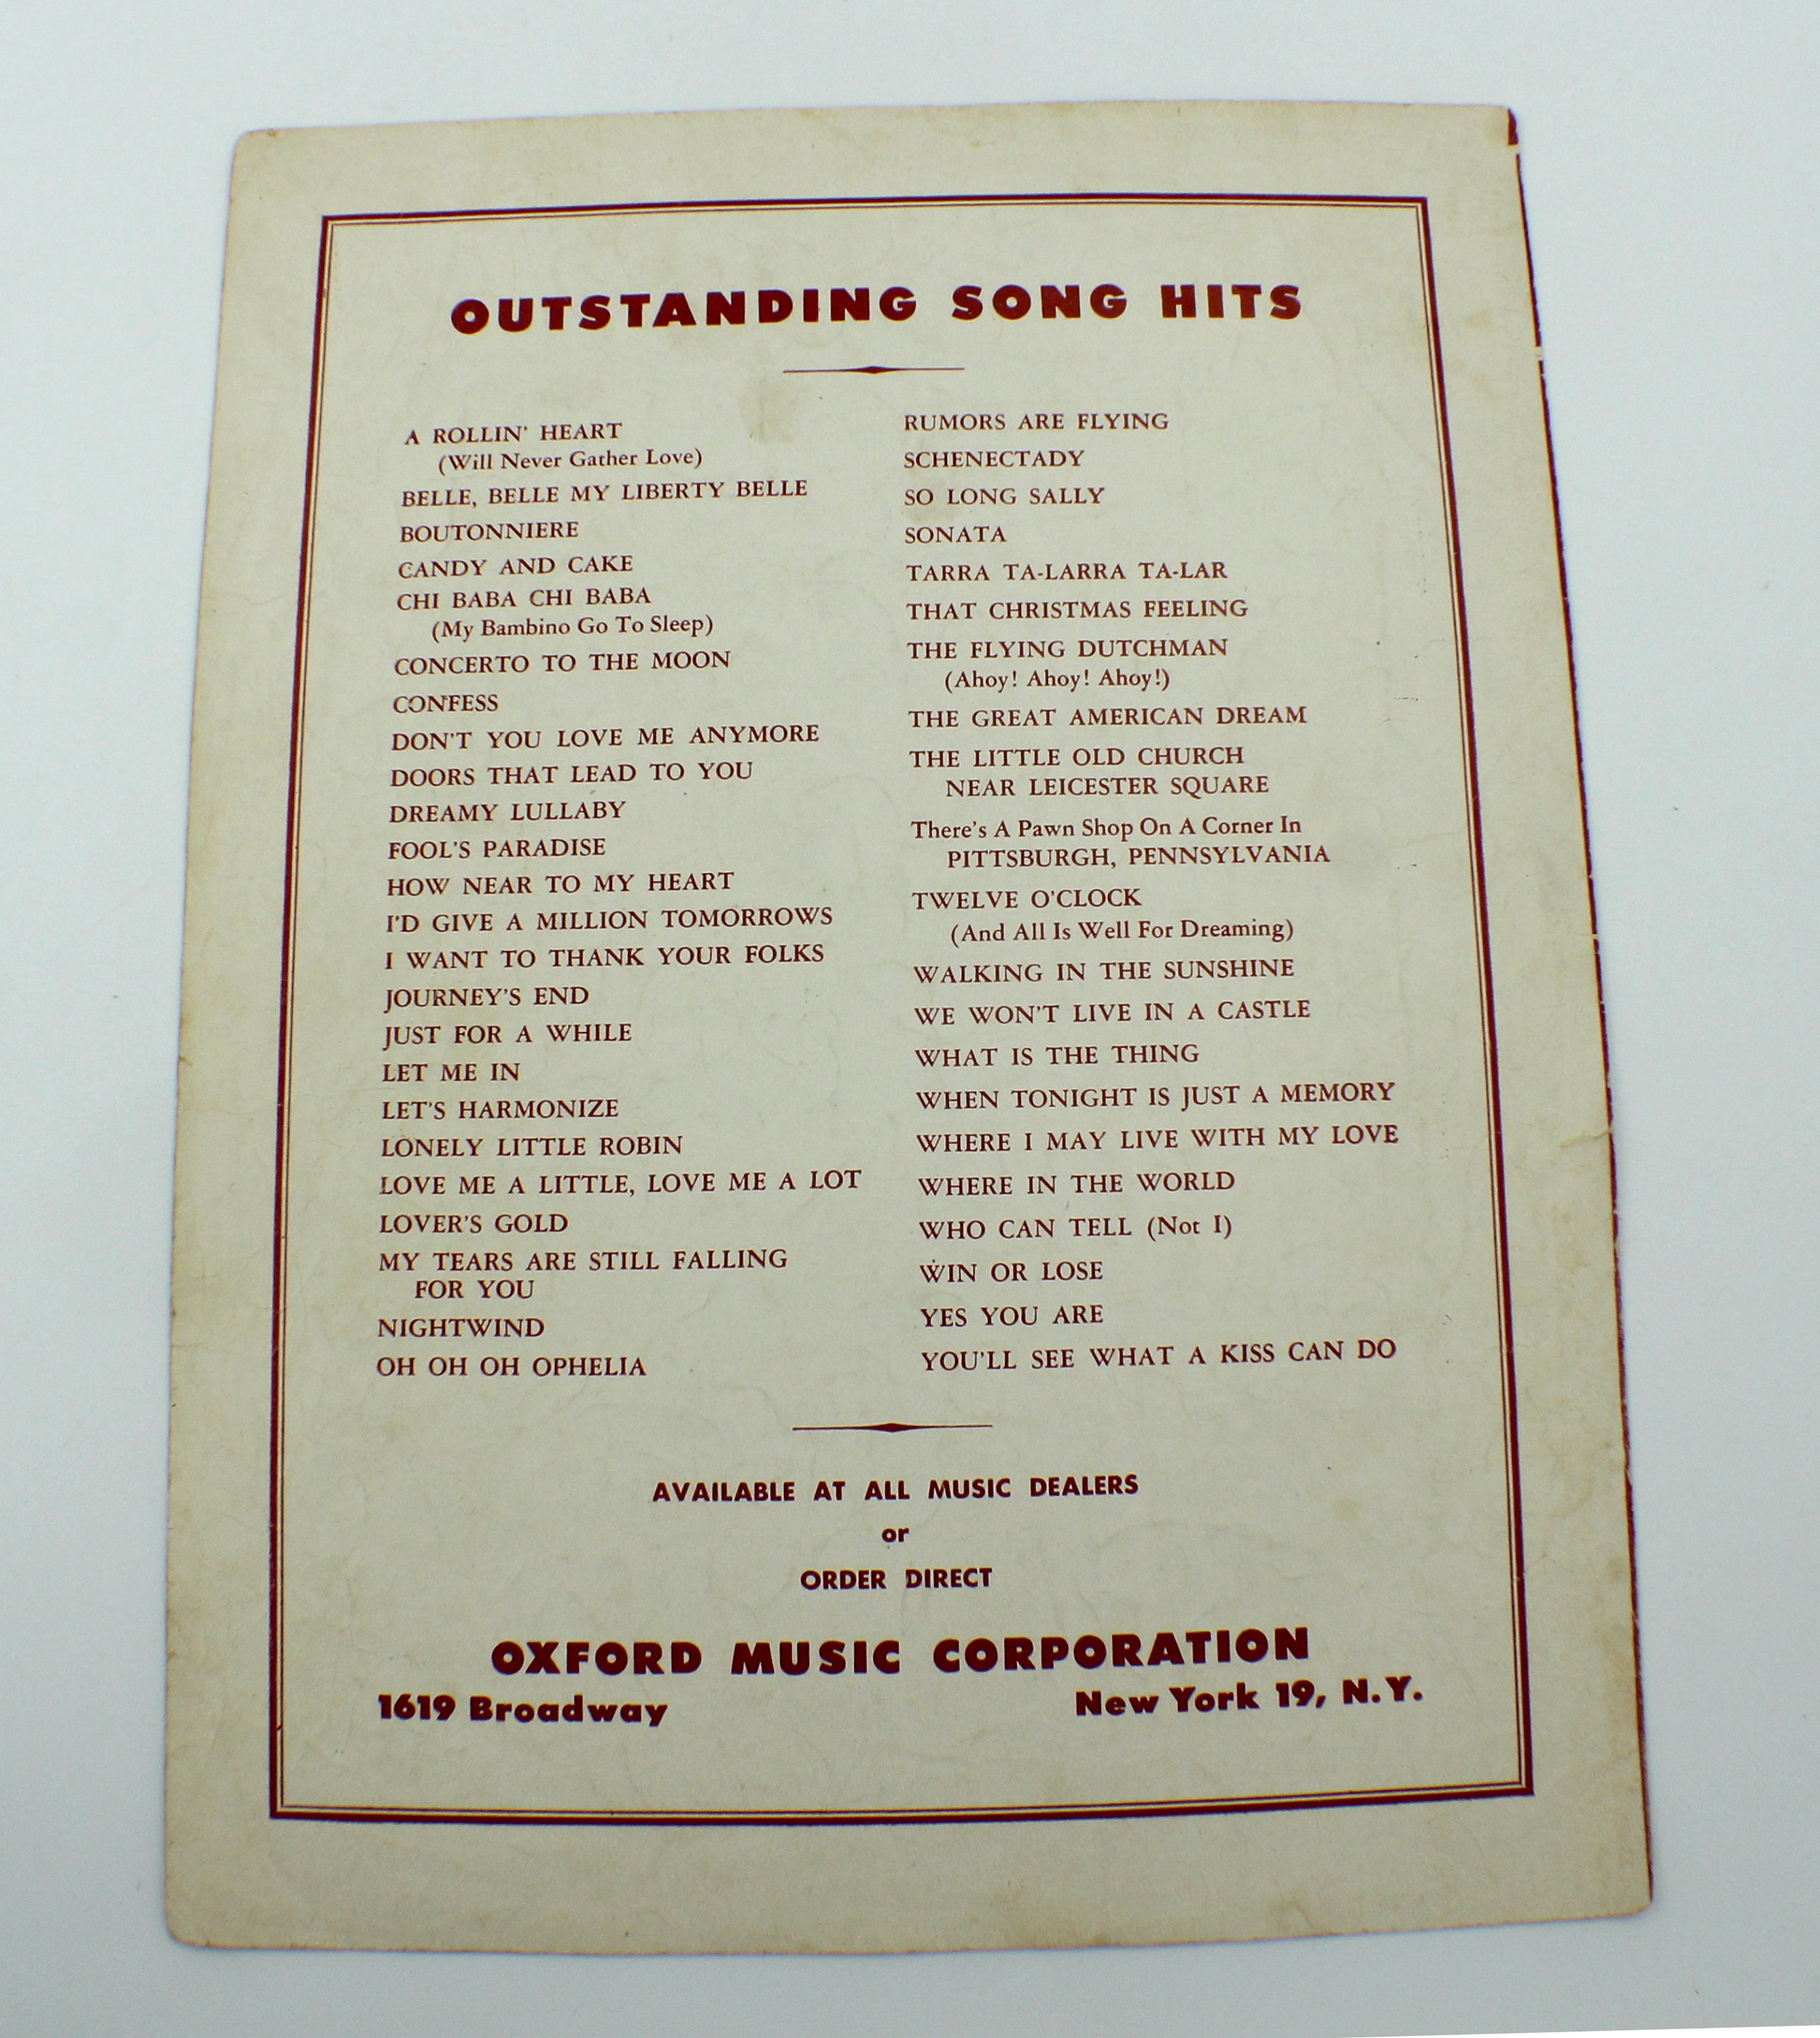 OUTSTANDING SONG HITS
A ROLLIN' HEART
(Will Never Gather Love)
BELLE, BELLE MY LIBERTY BELLE
BOUTONNIERE
CANDY AND CAKE
CHI BABA CHI BABA
(My Bambino Go To Sleep)
CONCERTO TO THE MOON
CONFESS
DON'T YOU LOVE ME ANYMORE
DOORS THAT LEAD TO YOU
DREAMY LULLABY
FOOL'S PARADISE
HOW NEAR TO MY HEART
I'D GIVE A MILLION TOMORROWS
I WANT TO THANK YOUR FOLKS
JOURNEY'S END
JUST FOR A WHILE
LET ME IN
LET'S HARMONIZE
LONELY LITTLE ROBIN
LOVE ME A LITTLE, LOVE ME A LOT
LOVER'S GOLD
MY TEARS ARE STILL FALLING
FOR YOU
NIGHTWIND
OH OH OH OPHELIA
RUMORS ARE FLYING
SCHENECTADY
SO LONG SALLY
SONATA
TARRA TA-LARRA TA-LAR
THAT CHRISTMAS FEELING
THE FLYING DUTCHMAN
(Ahoy! Ahoy! Ahoy!)
THE GREAT AMERICAN DREAM
THE LITTLE OLD CHURCH
NEAR LEICESTER SQUARE
There's A Pawn Shop On A Corner In
PITTSBURGH, PENNSYLVANIA
TWELVE O'CLOCK
(And All Is Well For Dreaming)
WALKING IN THE SUNSHINE
WE WON'T LIVE IN A CASTLE
WHAT IS THE THING
WHEN TONIGHT IS JUST A MEMORY
WHERE I MAY LIVE WITH MY LOVE
WHERE IN THE WORLD
WHO CAN TELL (Not I)
WIN OR LOSE
YES YOU ARE
YOU'LL SEE WHAT A KISS CAN DO
AVAILABLE AT ALL MUSIC DEALERS
or
ORDER DIRECT
OXFORD MUSIC CORPORATION
1619 Broadway New York 19, N.Y.